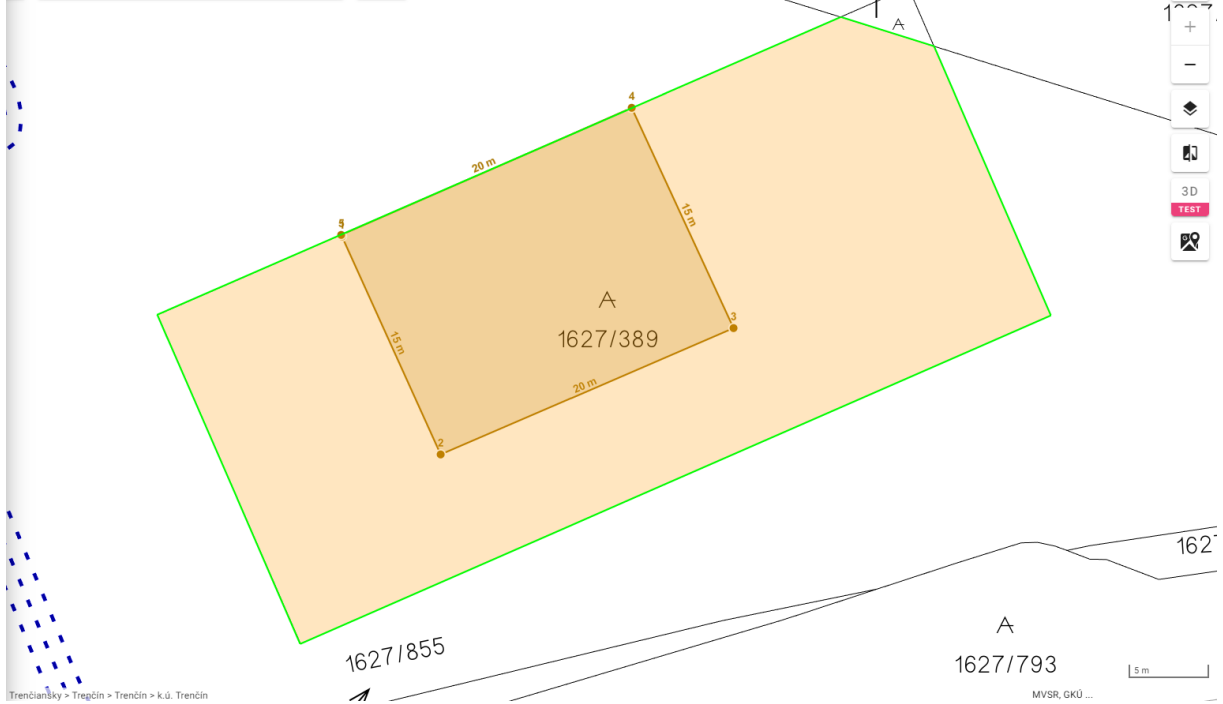 A
4
20 m
3D
TEST
15 m
5
A
1627/389
3
15 m
20 m
2
1627/855
A
1627/793
5 m
Trenčiansky > Trenčín > Trenčín > k.ú. Trenčín
MVSR, GKÚ ...